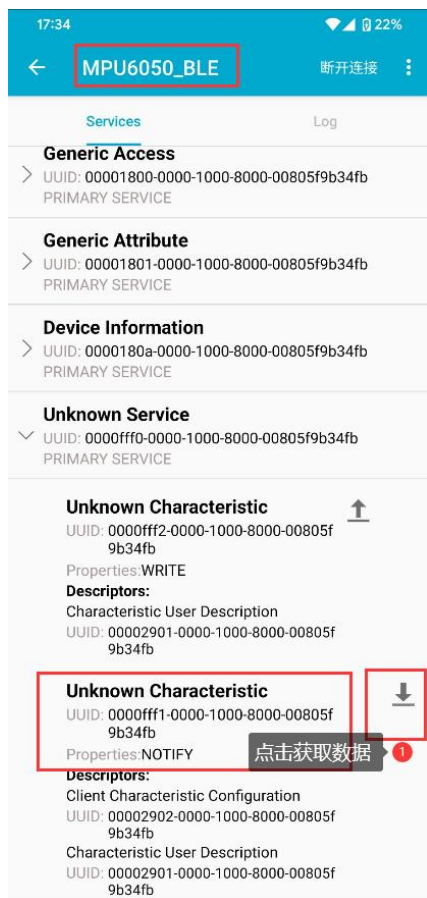 17:34 22%
MPU6050_BLE 断开连接
Services Log
Generic Access
UUID: 00001800-0000-1000-8000-00805f9b34fb
PRIMARY SERVICE
Generic Attribute
UUID: 00001801-0000-1000-8000-00805f9b34fb
PRIMARY SERVICE
Device Information
UUID: 0000180a-0000-1000-8000-00805f9b34fb
PRIMARY SERVICE
Unknown Service
UUID: 0000fff0-0000-1000-8000-00805f9b34fb
PRIMARY SERVICE
Unknown Characteristic
UUID: 0000fff2-0000-1000-8000-00805f
9b34fb
Properties:WRITE
Descriptors:
Characteristic User Description
UUID: 00002901-0000-1000-8000-00805f
9b34fb
Unknown Characteristic
UUID: 0000fff1-0000-1000-8000-00805f
9b34fb
Properties:NOTIFY 点击获取数据 1
Descriptors:
Client Characteristic Configuration
UUID: 00002902-0000-1000-8000-00805f
9b34fb
Characteristic User Description
UUID: 00002901-0000-1000-8000-00805f
9b34fb